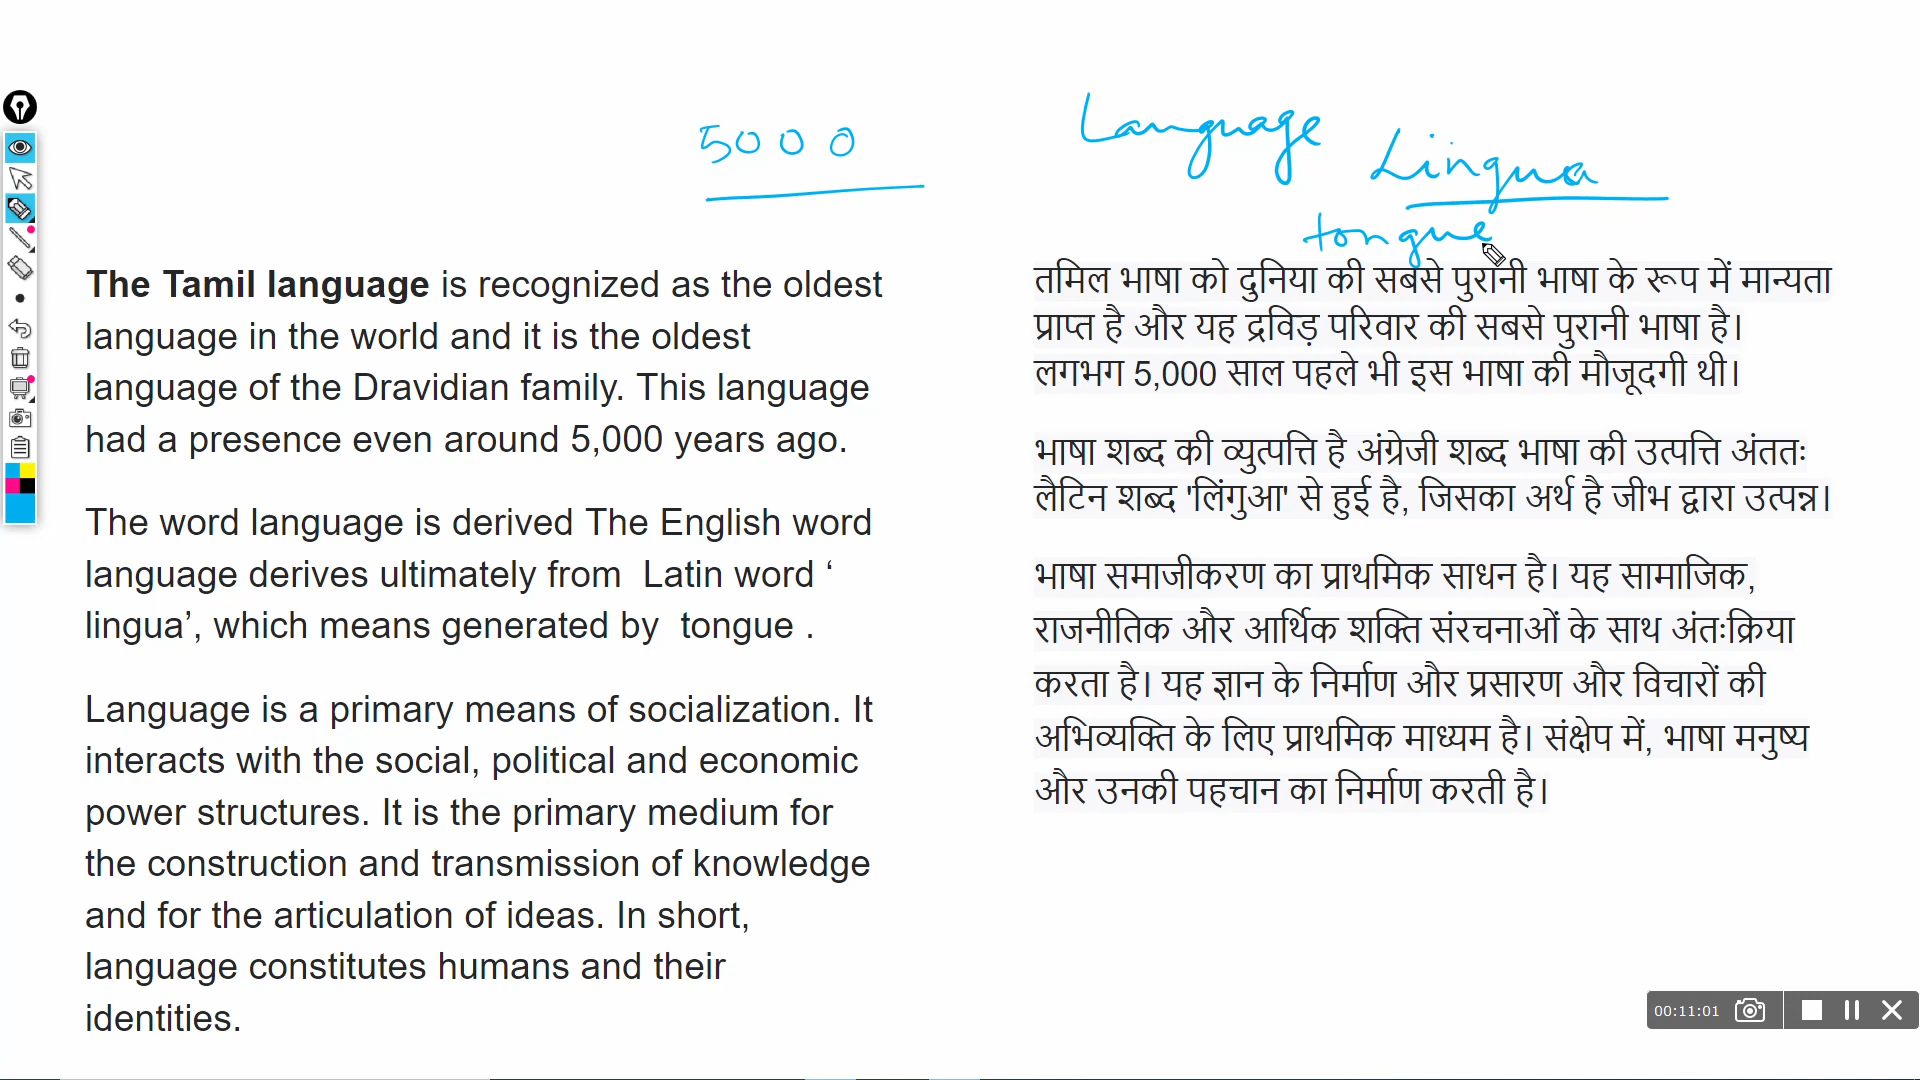 5000
Language
Lingua
tongue
The Tamil language is recognized as the oldest
language in the world and it is the oldest
language of the Dravidian family. This language
had a presence even around 5,000 years ago.
The word language is derived The English word
language derives ultimately from  Latin word ‘
lingua’, which means generated by  tongue .
Language is a primary means of socialization. It
interacts with the social, political and economic
power structures. It is the primary medium for
the construction and transmission of knowledge
and for the articulation of ideas. In short,
language constitutes humans and their
identities.
तमिल भाषा को दुनिया की सबसे पुरानी भाषा के रूप में मान्यता
प्राप्त है और यह द्रविड़ परिवार की सबसे पुरानी भाषा है।
लगभग 5,000 साल पहले भी इस भाषा की मौजूदगी थी।
भाषा शब्द की व्युत्पत्ति है अंग्रेजी शब्द भाषा की उत्पत्ति अंततः
लैटिन शब्द 'लिंगुआ' से हुई है, जिसका अर्थ है जीभ द्वारा उत्पन्न।
भाषा समाजीकरण का प्राथमिक साधन है। यह सामाजिक,
राजनीतिक और आर्थिक शक्ति संरचनाओं के साथ अंतःक्रिया
करता है। यह ज्ञान के निर्माण और प्रसारण और विचारों की
अभिव्यक्ति के लिए प्राथमिक माध्यम है। संक्षेप में, भाषा मनुष्य
और उनकी पहचान का निर्माण करती है।
00:11:01